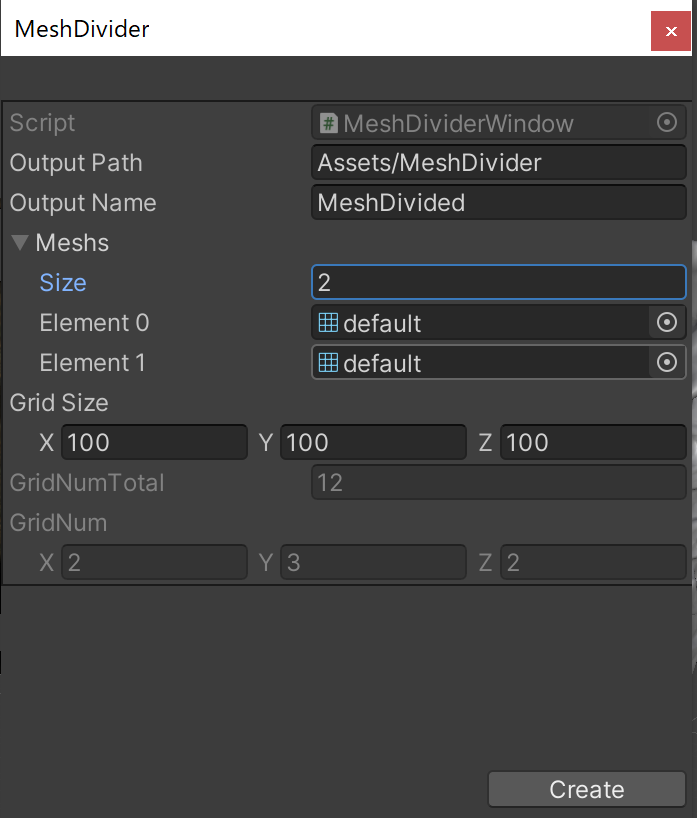 MeshDivider
Script MeshDividerWindow
Output Path Assets/MeshDivider
Output Name MeshDivided
Meshs
Size 2
Element 0 default
Element 1 default
Grid Size
X 100 Y 100 Z 100
GridNumTotal 12
GridNum
X 2 Y 3 Z 2
Create